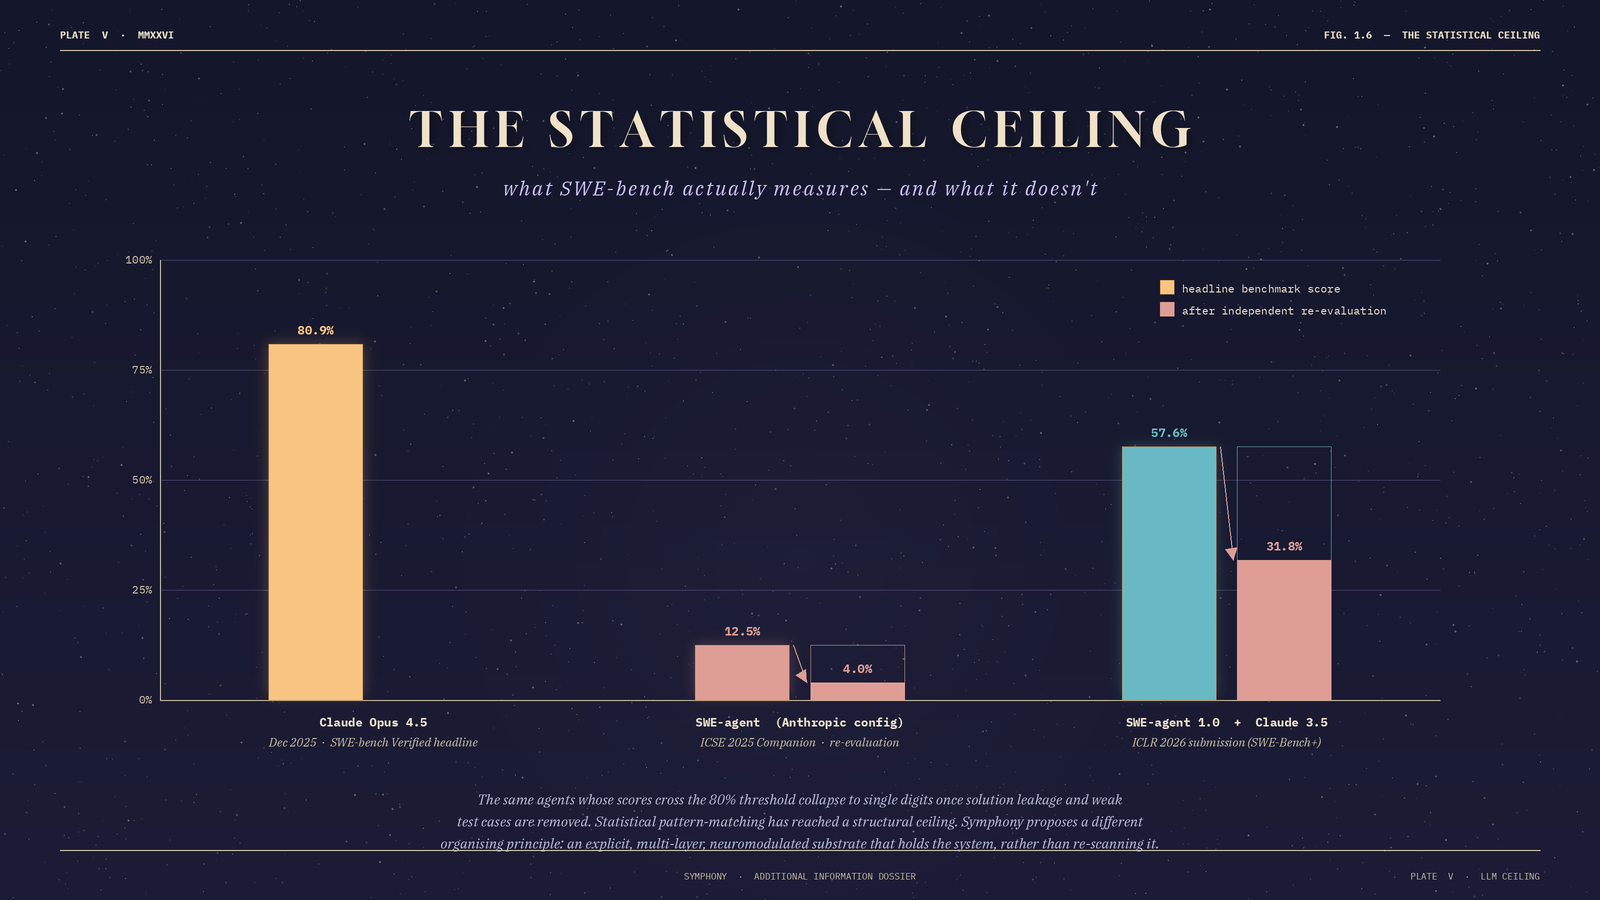 PLATE V · MMXXVI
FIG. 1.6 — THE STATISTICAL CEILING
THE STATISTICAL CEILING
what SWE-bench actually measures — and what it doesn't
100%
75%
50%
25%
0%
headline benchmark score
after independent re-evaluation
80.9%
12.5%
4.0%
57.6%
31.8%
Claude Opus 4.5
Dec 2025 · SWE-bench Verified headline
SWE-agent (Anthropic config)
ICSE 2025 Companion · re-evaluation
SWE-agent 1.0 + Claude 3.5
ICLR 2026 submission (SWE-Bench+)
The same agents whose scores cross the 80% threshold collapse to single digits once solution leakage and weak
test cases are removed. Statistical pattern-matching has reached a structural ceiling. Symphony proposes a different
organising principle: an explicit, multi-layer, neuromodulated substrate that holds the system, rather than re-scanning it.
SYMPHONY · ADDITIONAL INFORMATION DOSSIER
PLATE V · LLM CEILING